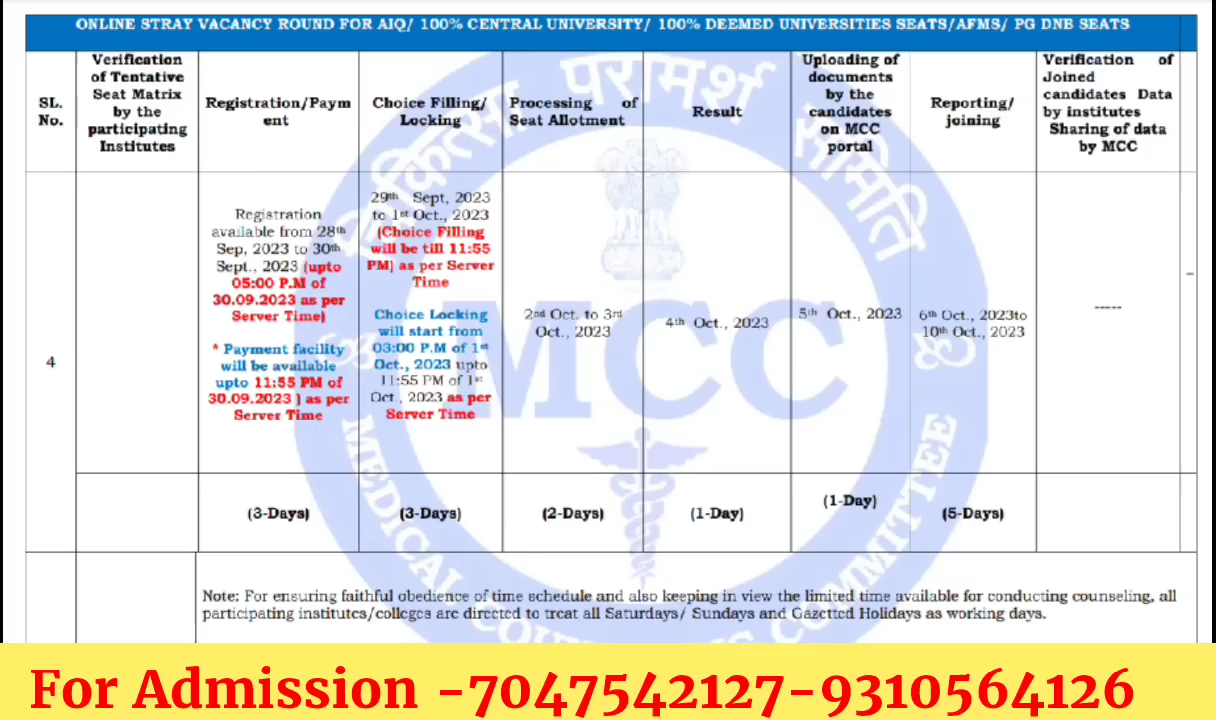 ONLINE STRAY VACANCY ROUND FOR AIQ/ 100% CENTRAL UNIVERSITY/ 100% DEEMED UNIVERSITIES SEATS/AFMS/ PG DNB SEATS
SL.
No.
Verification
of Tentative
Seat Matrix
by the
participating
Institutes
Registration/Paym
ent
Choice Filling/
Locking
Processing of
Seat Allotment
Result
Uploading of
documents
by the
candidates
on MCC
portal
Reporting/
joining
Verification of
Joined
candidates Data
by institutes
Sharing of data
by MCC
4
Registration
available from 28th
Sep, 2023 to 30th
Sept., 2023 (upto
05:00 P.M of
30.09.2023 as per
Server Time)
* Payment facility
will be available
upto 11:55 PM of
30.09.2023 ) as per
Server Time
29th Sept, 2023
to 1st Oct., 2023
(Choice Filling
will be till 11:55
PM) as per Server
Time
Choice Locking
will start from
03:00 P.M of 1st
Oct., 2023 upto
11:55 PM of 1st
Oct., 2023 as per
Server Time
2nd Oct. to 3rd
Oct., 2023
4th Oct., 2023
5th Oct., 2023
6th Oct., 2023to
10th Oct., 2023
-----
–
(3-Days)
(3-Days)
(2-Days)
(1-Day)
(1-Day)
(5-Days)
Note: For ensuring faithful obedience of time schedule and also keeping in view the limited time available for conducting counseling, all
participating institutes/colleges are directed to treat all Saturdays/ Sundays and Gazetted Holidays as working days.
चिकित्सा परामर्श समिति
MCC
MEDICAL COUNSELLING COMMITTEE
For Admission -7047542127-9310564126